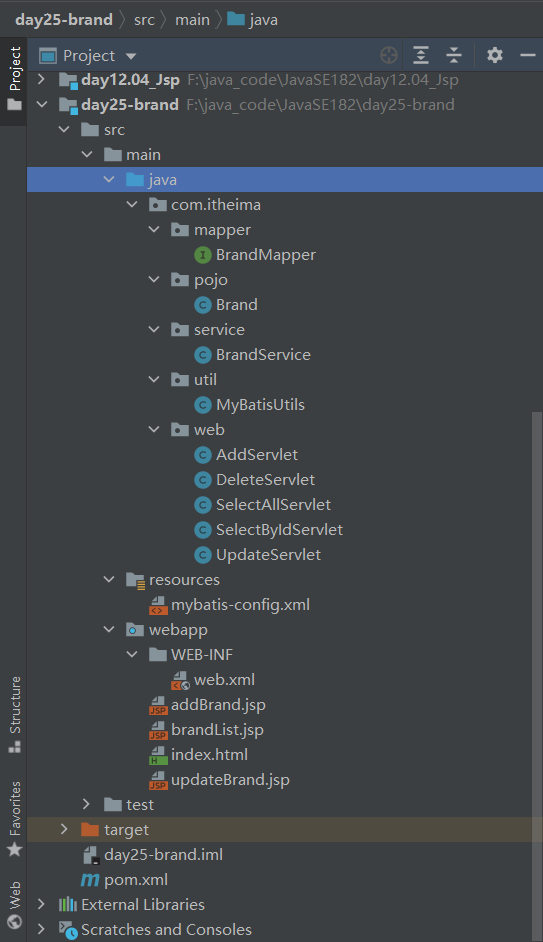 day25-brand src main java
Project
day12.04_Jsp F:\java_code\JavaSE182\day12.04_Jsp
day25-brand F:\java_code\JavaSE182\day25-brand
src
main
java
com.itheima
mapper
I BrandMapper
pojo
C Brand
service
C BrandService
util
C MyBatisUtils
web
C AddServlet
C DeleteServlet
C SelectAllServlet
C SelectByIdServlet
C UpdateServlet
resources
mybatis-config.xml
webapp
WEB-INF
web.xml
JSP addBrand.jsp
JSP brandList.jsp
H index.html
JSP updateBrand.jsp
test
target
day25-brand.iml
m pom.xml
External Libraries
Scratches and Consoles
Project
Structure
Favorites
Web